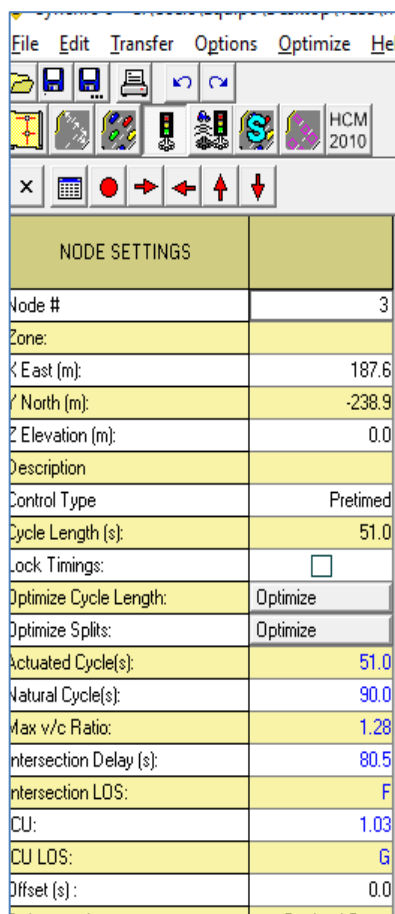 File Edit Transfer Options Optimize Hel
HCM
2010
NODE SETTINGS
Node # 3
Zone:
X East (m): 187.6
Y North (m): -238.9
Z Elevation (m): 0.0
Description
Control Type Pretimed
Cycle Length (s): 51.0
Lock Timings:
Optimize Cycle Length: Optimize
Optimize Splits: Optimize
Actuated Cycle(s): 51.0
Natural Cycle(s): 90.0
Max v/c Ratio: 1.28
Intersection Delay (s): 80.5
Intersection LOS: F
ICU: 1.03
ICU LOS: G
Offset (s) : 0.0